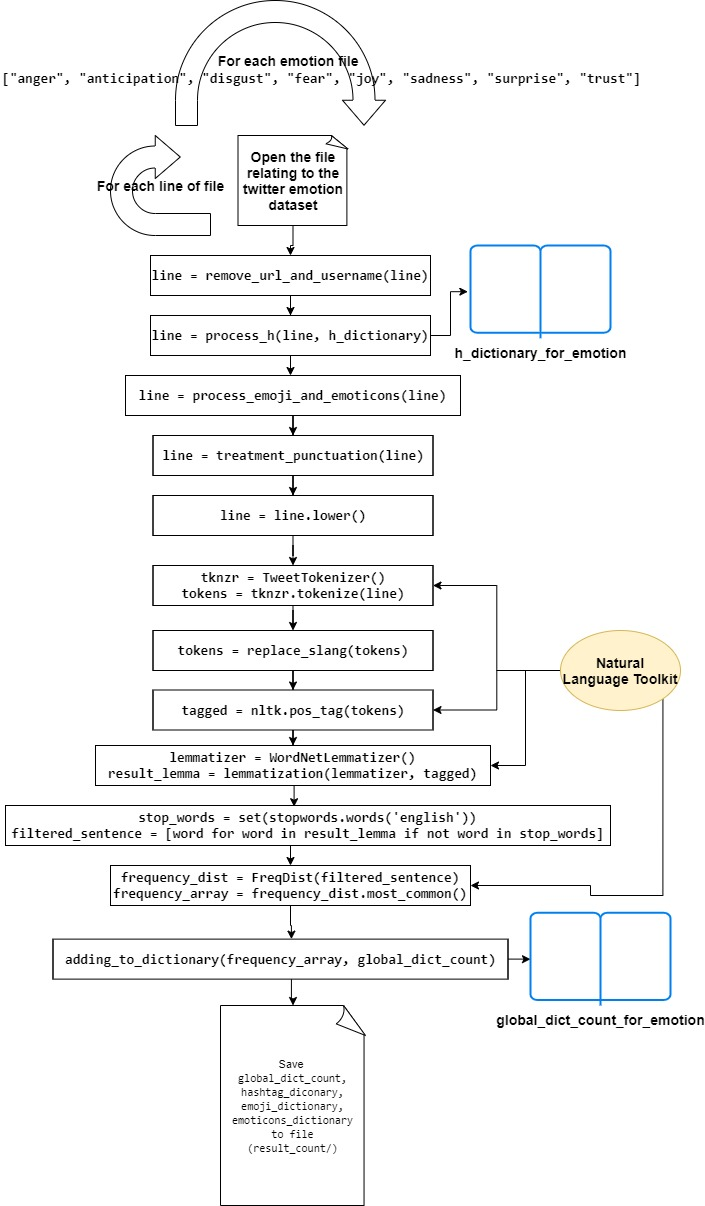 For each emotion file
["anger", "anticipation", "disgust", "fear", "joy", "sadness", "surprise", "trust"]
For each line of file
Open the file
relating to the
twitter emotion
dataset
line = remove_url_and_username(line)
line = process_h(line, h_dictionary)
h_dictionary_for_emotion
line = process_emoji_and_emoticons(line)
line = treatment_punctuation(line)
line = line.lower()
tknzr = TweetTokenizer()
tokens = tknzr.tokenize(line)
tokens = replace_slang(tokens)
Natural
Language Toolkit
tagged = nltk.pos_tag(tokens)
lemmatizer = WordNetLemmatizer()
result_lemma = lemmatization(lemmatizer, tagged)
stop_words = set(stopwords.words('english'))
filtered_sentence = [word for word in result_lemma if not word in stop_words]
frequency_dist = FreqDist(filtered_sentence)
frequency_array = frequency_dist.most_common()
adding_to_dictionary(frequency_array, global_dict_count)
global_dict_count_for_emotion
Save
global_dict_count,
hashtag_diconary,
emoji_dictionary,
emoticons_dictionary
to file
(result_count/)